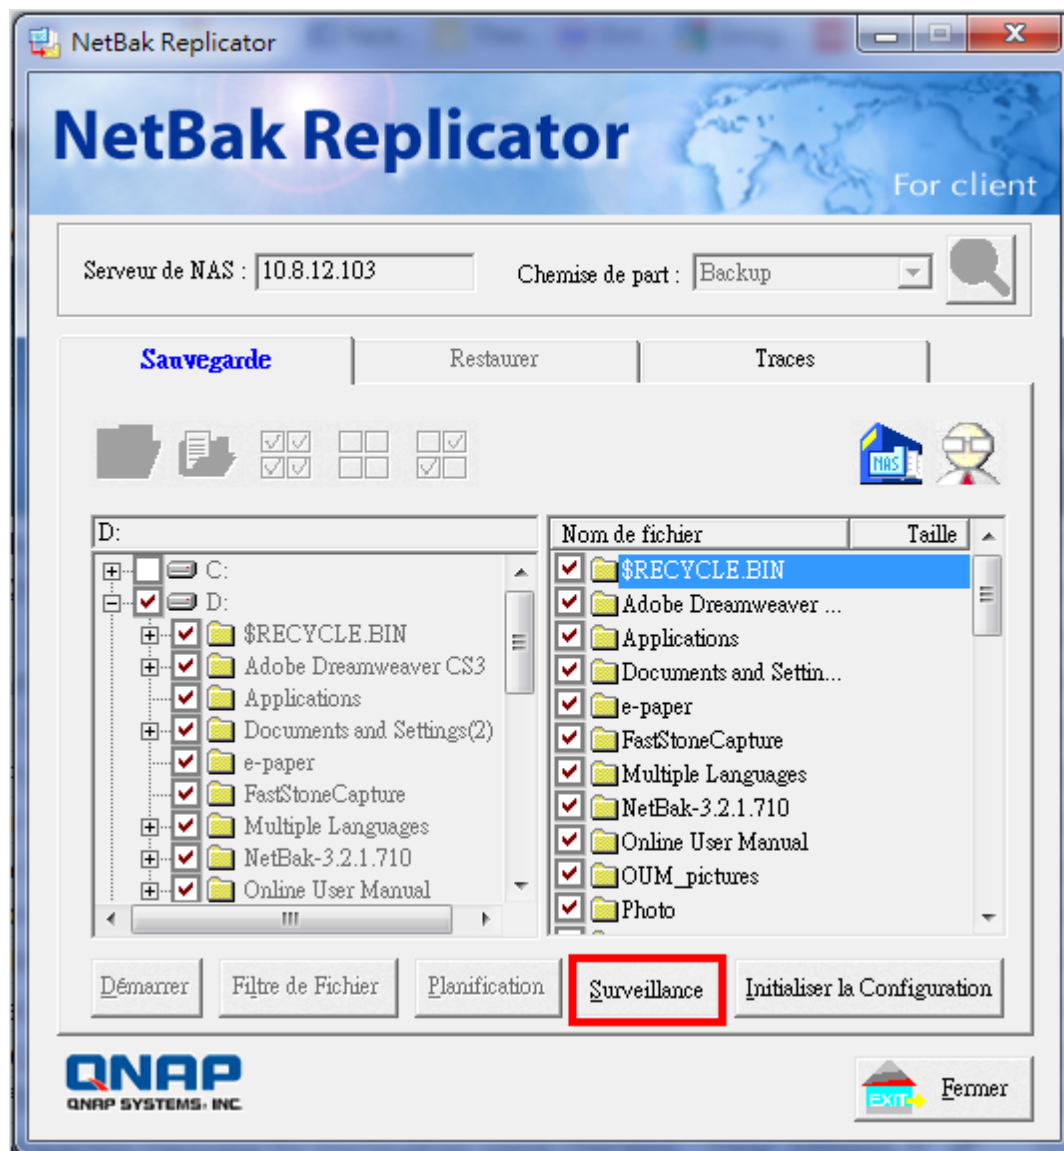 NetBak Replicator
NetBak Replicator
For client
Serveur de NAS : 10.8.12.103 Chemise de part : Backup
Sauvegarde Restaurer Traces
NAS
D:
C:
D:
$RECYCLE.BIN
Adobe Dreamweaver CS3
Applications
Documents and Settings(2)
e-paper
FastStoneCapture
Multiple Languages
NetBak-3.2.1.710
Online User Manual
Nom de fichier Taille
$RECYCLE.BIN
Adobe Dreamweaver ...
Applications
Documents and Settin...
e-paper
FastStoneCapture
Multiple Languages
NetBak-3.2.1.710
Online User Manual
OUM_pictures
Photo
Démarrer Filtre de Fichier Planification Surveillance Initialiser la Configuration
QNAP
QNAP SYSTEMS, INC.
EXIT Fermer